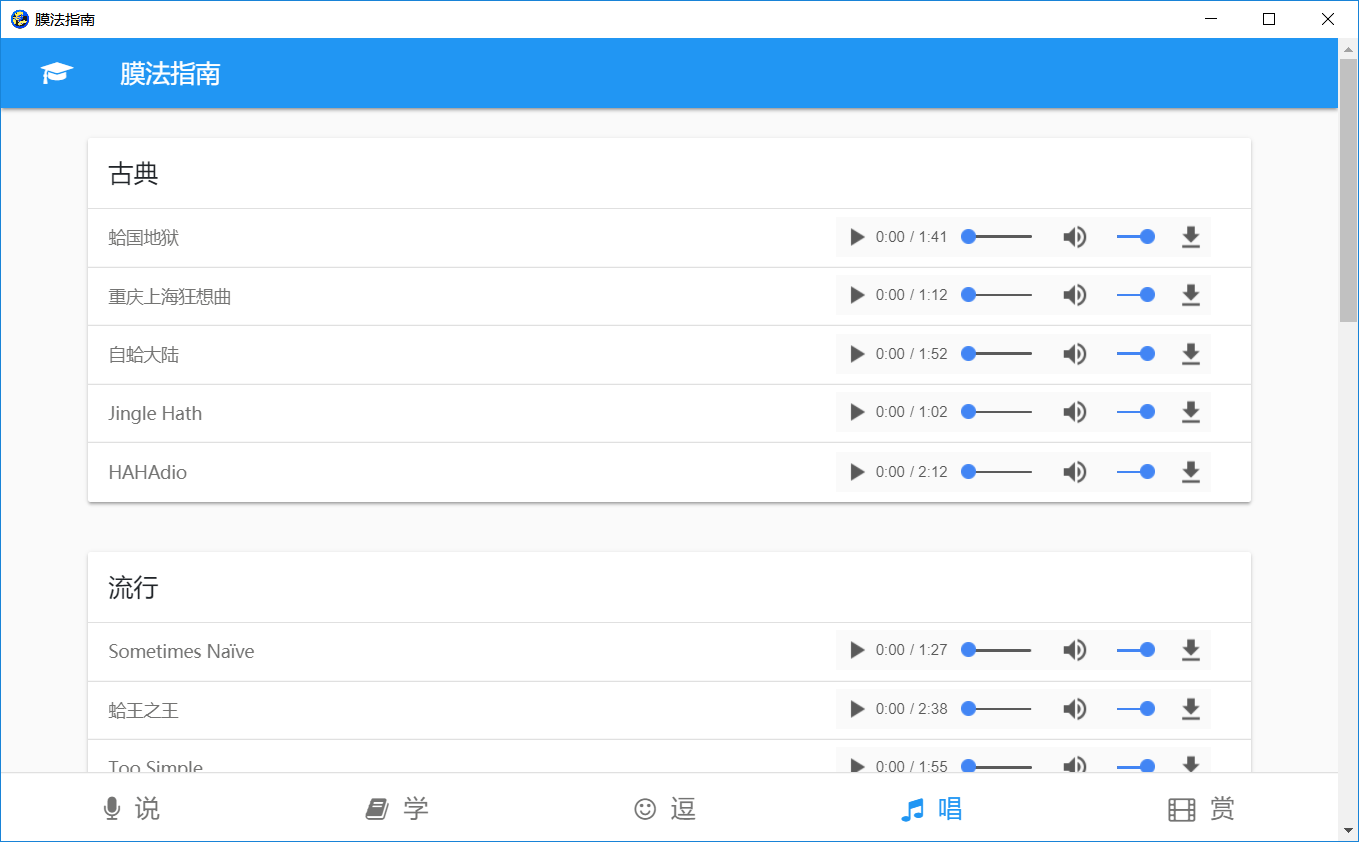 膜法指南
膜法指南
古典
蛤国地狱 0:00 / 1:41
重庆上海狂想曲 0:00 / 1:12
自蛤大陆 0:00 / 1:52
Jingle Hath 0:00 / 1:02
HAHAdio 0:00 / 2:12
流行
Sometimes Naïve 0:00 / 1:27
蛤王之王 0:00 / 2:38
Too Simple 0:00 / 1:55
说 学 逗 唱 赏